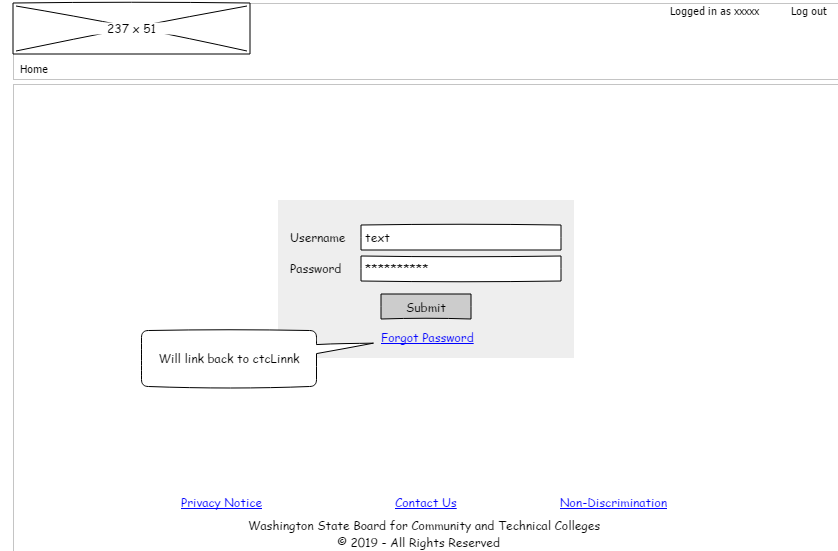 237 x 51
Logged in as xxxxx
Log out
Home
Username
text
Password
**********
Submit
Forgot Password
Will link back to ctcLinnk
Privacy Notice
Contact Us
Non-Discrimination
Washington State Board for Community and Technical Colleges
© 2019 - All Rights Reserved